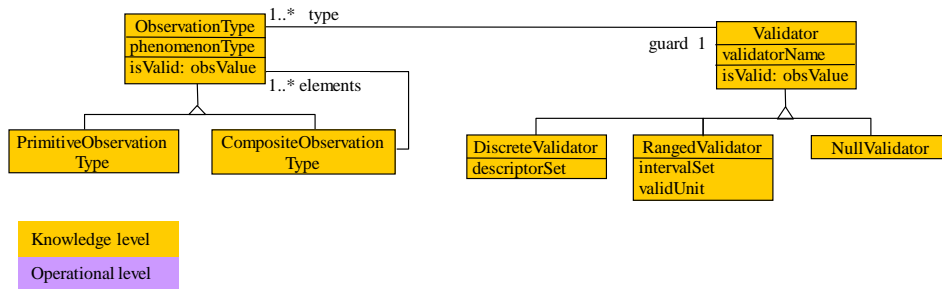 1..* type
ObservationType
phenomenonType
isValid: obsValue
1..* elements
PrimitiveObservation
Type
CompositeObservation
Type
guard 1
Validator
validatorName
isValid: obsValue
DiscreteValidator
descriptorSet
RangedValidator
intervalSet
validUnit
NullValidator
Knowledge level
Operational level